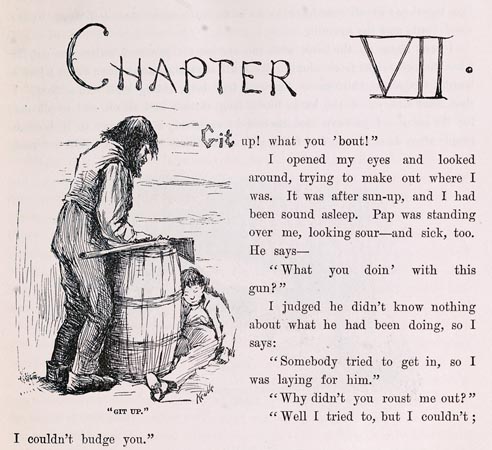 CHAPTER VII.
Git up! what you 'bout!"
I opened my eyes and looked
around, trying to make out where I
was. It was after sun-up, and I had
been sound asleep. Pap was standing
over me, looking sour—and sick, too.
He says—
"What you doin' with this
gun?"
I judged he didn't know nothing
about what he had been doing, so I
says:
"Somebody tried to get in, so I
was laying for him."
"Why didn't you roust me out?"
"Well I tried to, but I couldn't;
I couldn't budge you."
"GIT UP."